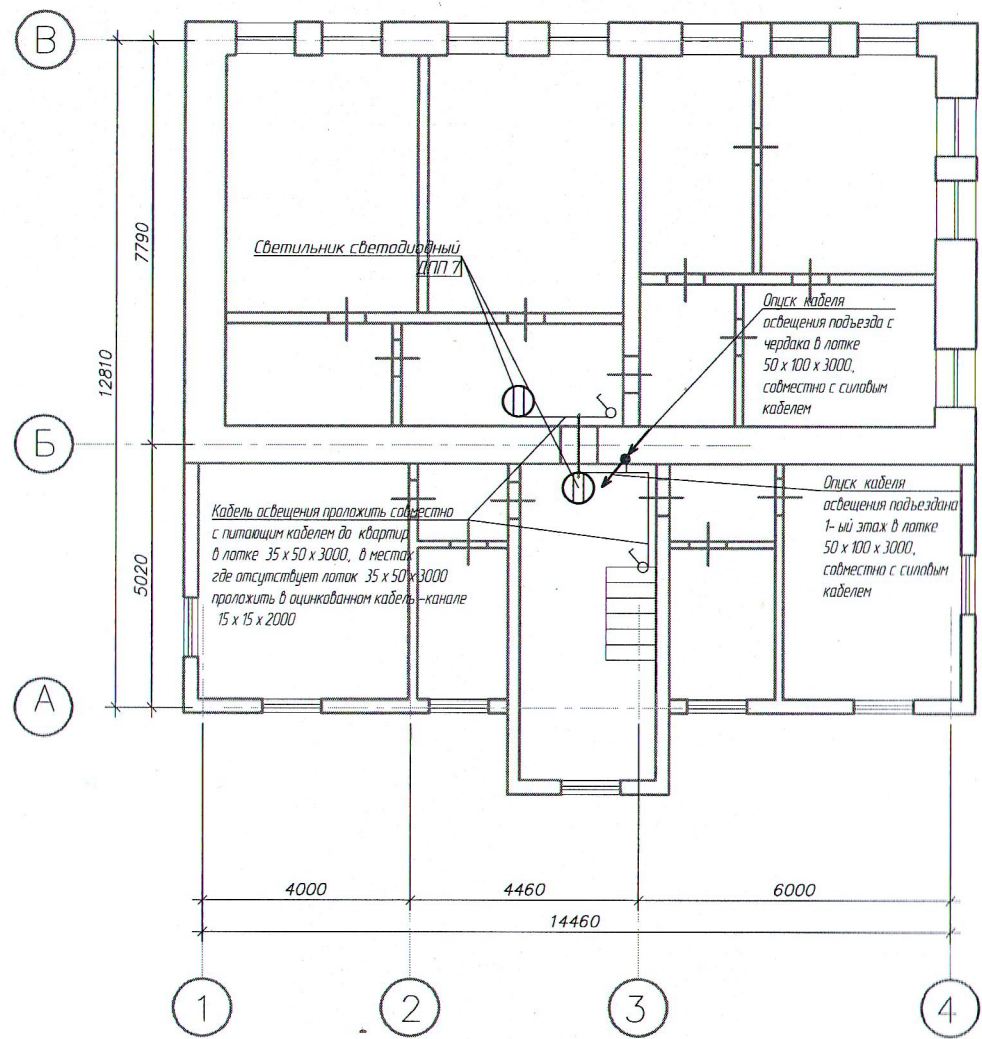 В
7790
12810
Светильник светодиодный
ДПП 7
Опуск кабеля
освещения подъезда с
чердака в лотке
50 х 100 х 3000,
совместно с силовым
кабелем
Б
Кабель освещения проложить совместно
с питающим кабелем до квартир
в лотке 35 х 50 х 3000, в местах
где отсутствует лоток 35 х 50 х 3000
проложить в оцинкованном кабель-канале
15 х 15 х 2000
Опуск кабеля
освещения подъездана
1- ый этаж в лотке
50 х 100 х 3000,
совместно с силовым
кабелем
5020
А
4000 4460 6000
14460
1 2 3 4